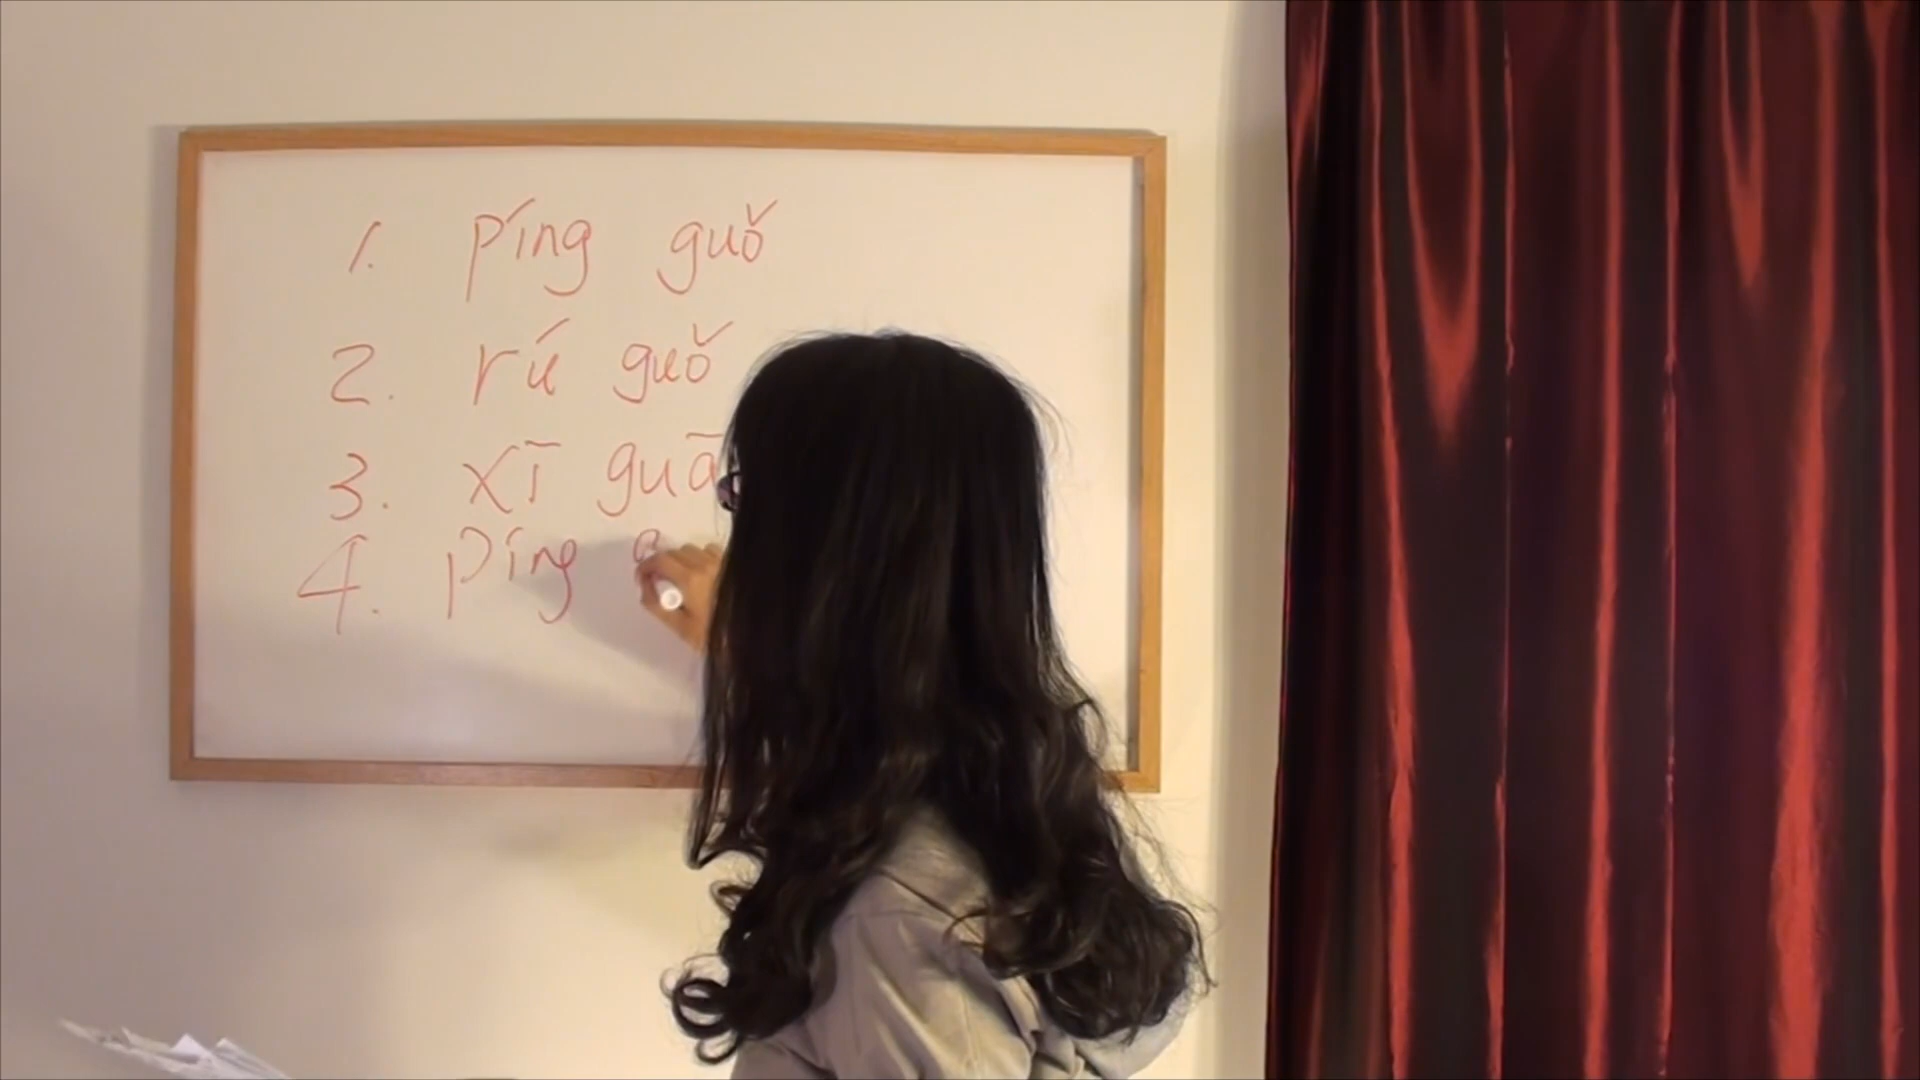 1. píng guǒ
2. rú guǒ
3. xī guā
4. píng